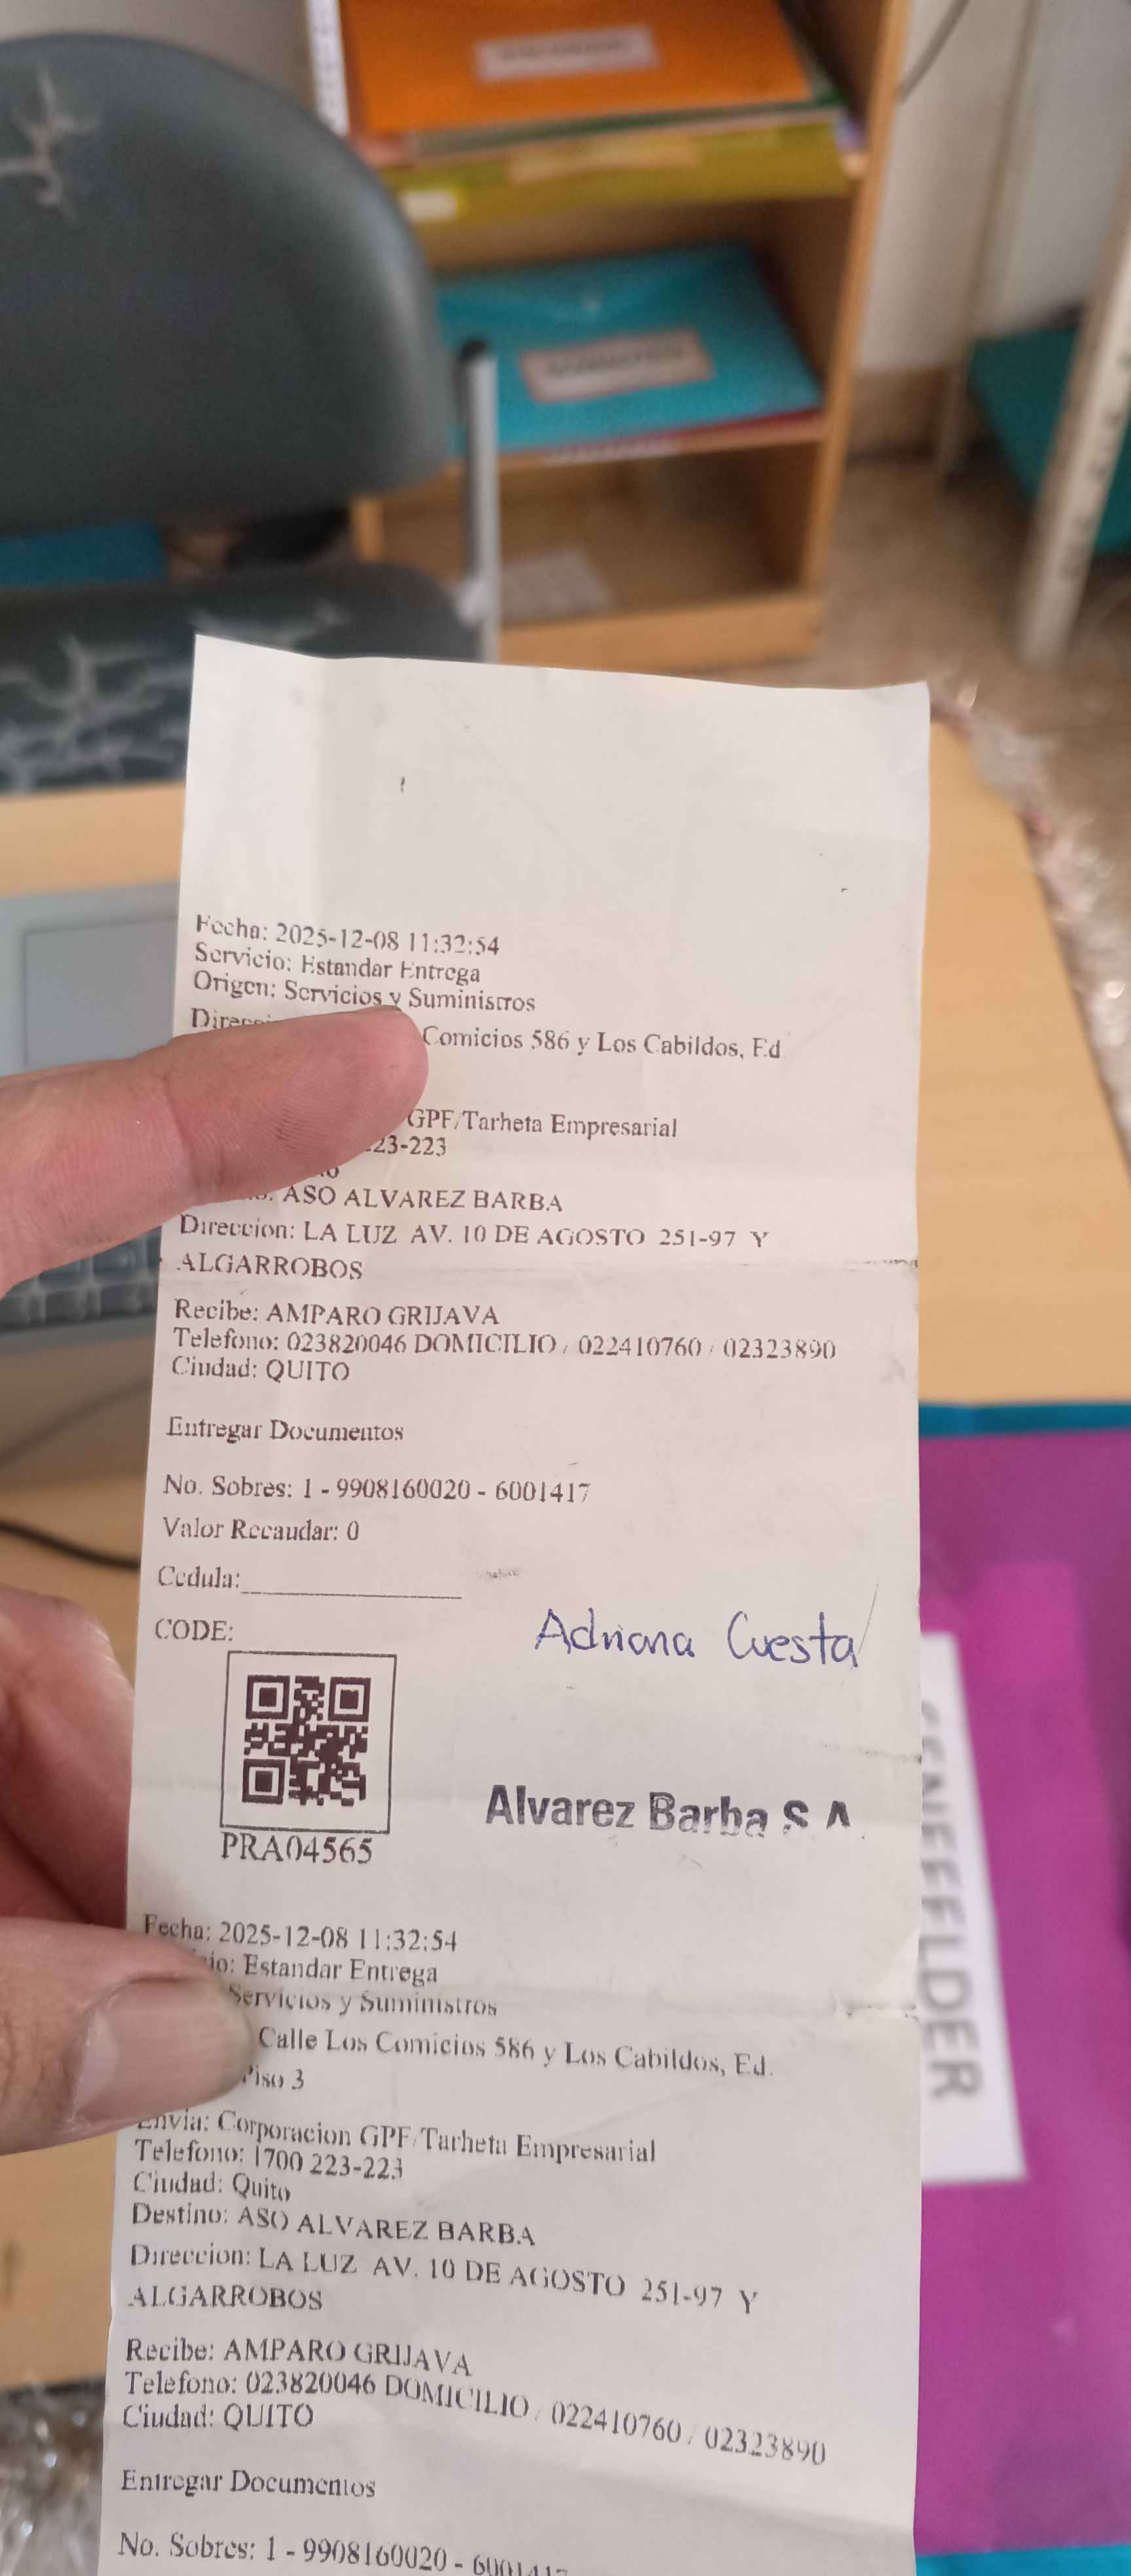 Fecha: 2025-12-08 11:32:54
Servicio: Estandar Entrega
Origen: Servicios y Suministros
Comicios 586 y Los Cabildos, Ed
GPF/Tarheta Empresarial
23-223
ASO ALVAREZ BARBA
Direccion: LA LUZ AV. 10 DE AGOSTO 251-97 Y
ALGARROBOS
Recibe: AMPARO GRIJAVA
Telefono: 023820046 DOMICILIO / 022410760 / 02323890
Ciudad: QUITO
Entregar Documentos
No. Sobres: 1 - 9908160020 - 6001417
Valor Recaudar: 0
Cedula:
CODE:
Adriana Cuesta
Alvarez Barba S.A.
PRA04565
Fecha: 2025-12-08 11:32:54
Estandar Entrega
Servicios y Suministros
Calle Los Comicios 586 y Los Cabildos, Ed.
Piso 3
Envia: Corporacion GPF/Tarheta Empresarial
Telefono: 1700 223-223
Ciudad: Quito
Destino: ASO ALVAREZ BARBA
Direccion: LA LUZ AV. 10 DE AGOSTO 251-97 Y
ALGARROBOS
Recibe: AMPARO GRIJAVA
Telefono: 023820046 DOMICILIO / 022410760 / 02323890
Ciudad: QUITO
Entregar Documentos
No. Sobres: 1 - 9908160020 - 6001417
SENEFELDER